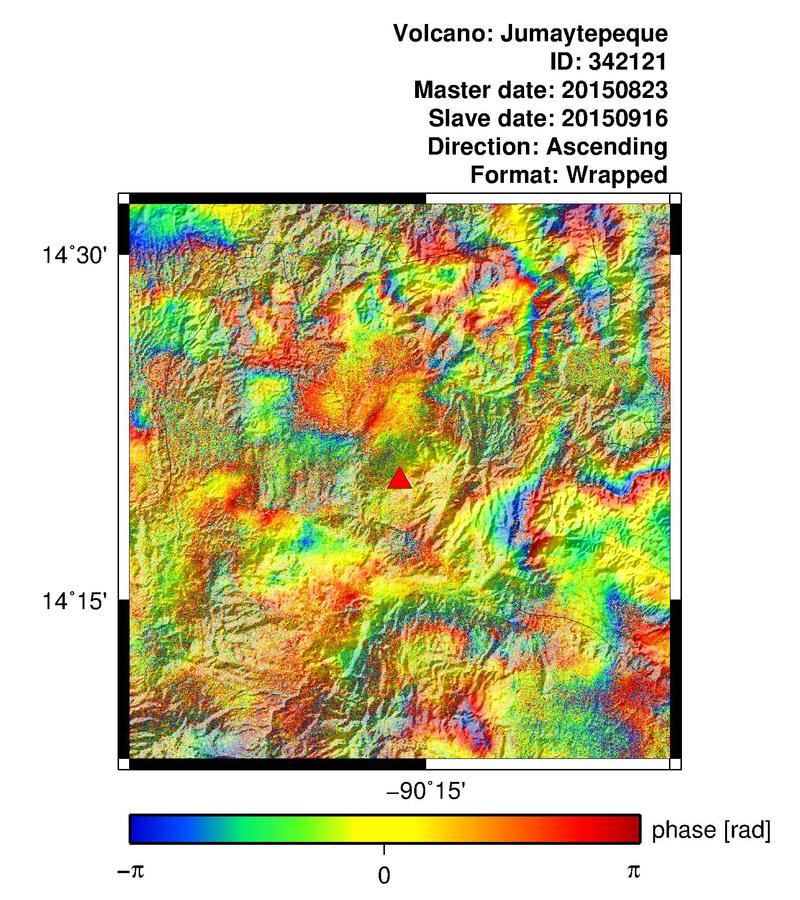 Volcano: Jumaytepeque
ID: 342121
Master date: 20150823
Slave date: 20150916
Direction: Ascending
Format: Wrapped
14˚30'
14˚15'
−90˚15'
phase [rad]
−π 0 π